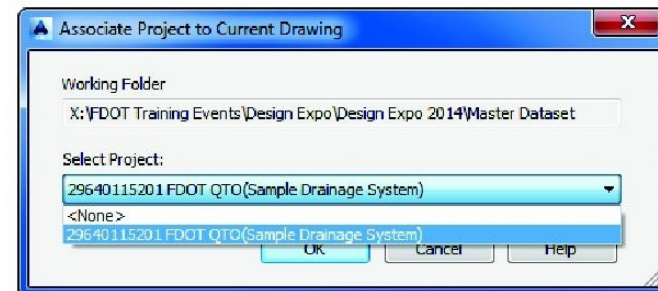 Associate Project to Current Drawing
Working Folder
X:\FDOT Training Events\Design Expo\Design Expo 2014\Master Dataset
Select Project:
29640115201 FDOT QTO(Sample Drainage System)
<None>
29640115201 FDOT QTO(Sample Drainage System)
OK Cancel Help